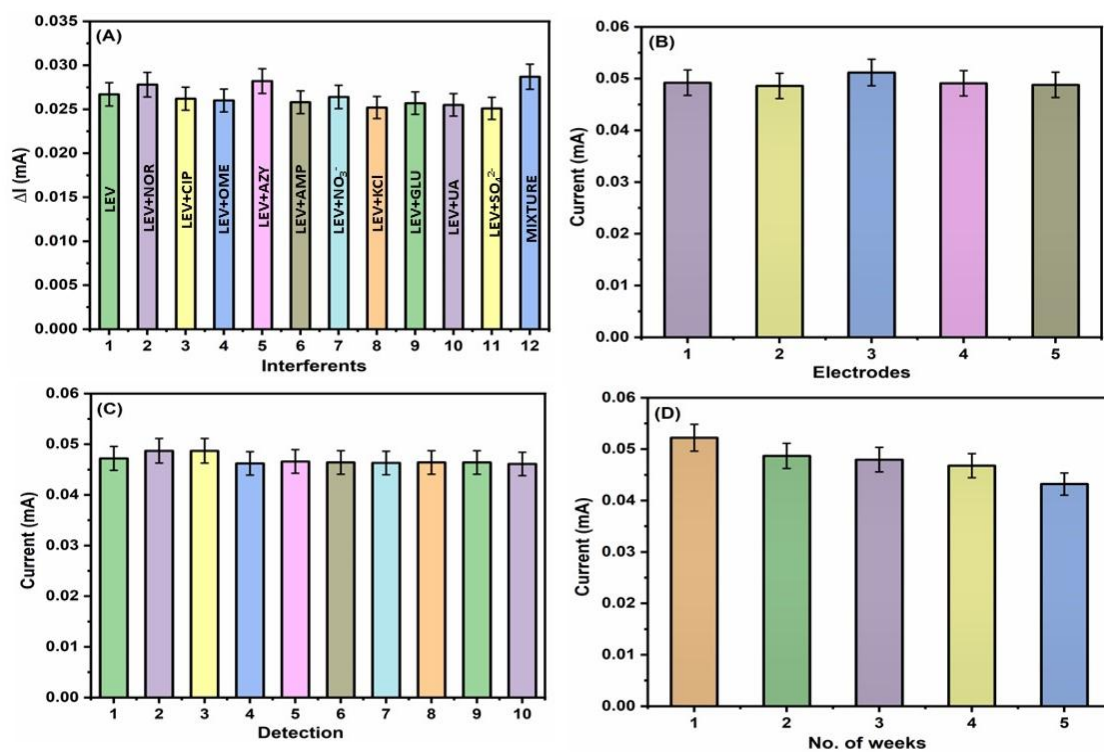 (A)
ΔI (mA)
0.035
0.030
0.025
0.020
0.015
0.010
0.005
0.000
LEV
LEV+NOR
LEV+CIP
LEV+OME
LEV+AZY
LEV+AMP
LEV+NO₃⁻
LEV+KCl
LEV+GLU
LEV+UA
LEV+SO₄²⁻
MIXTURE
1 2 3 4 5 6 7 8 9 10 11 12
Interferents
(B)
Current (mA)
0.06
0.05
0.04
0.03
0.02
0.01
0.00
1 2 3 4 5
Electrodes
(C)
Current (mA)
0.06
0.05
0.04
0.03
0.02
0.01
0.00
1 2 3 4 5 6 7 8 9 10
Detection
(D)
Current (mA)
0.06
0.05
0.04
0.03
0.02
0.01
0.00
1 2 3 4 5
No. of weeks